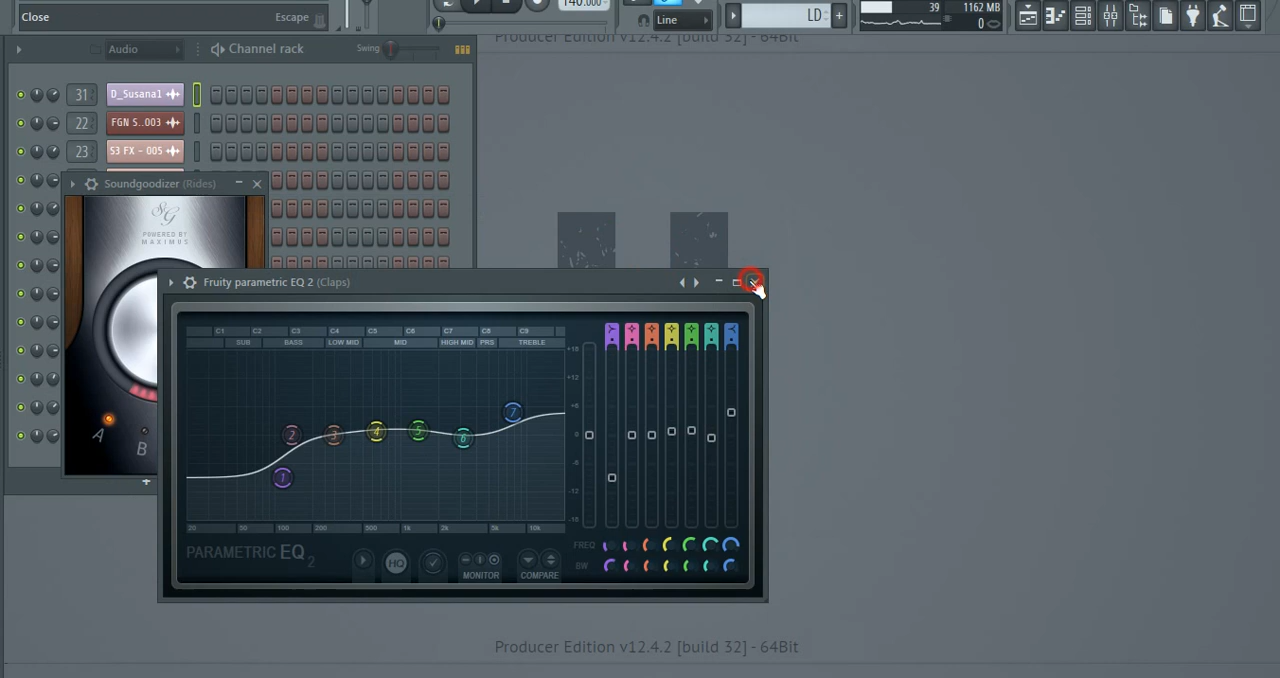 Close Escape
140.000
Line
LD
39 1162 MB
0
Producer Edition v12.4.2 [build 32] - 64Bit
Audio Channel rack Swing
31 D_Susana1
22 FGN S..003
23 S3 FX - 005
Soundgoodizer (Rides)
SG
POWERED BY
MAXIMUS
A B
Fruity parametric EQ 2 (Claps)
C1 C2 C3 C4 C5 C6 C7 C8 C9
SUB BASS LOW MID MID HIGH MID PRS TREBLE
+18
+12
+6
0
-6
-12
-18
1 2 3 4 5 6 7
20 50 100 200 500 1k 2k 5k 10k
FREQ
BW
PARAMETRIC EQ 2
HQ
MONITOR COMPARE
Producer Edition v12.4.2 [build 32] - 64Bit